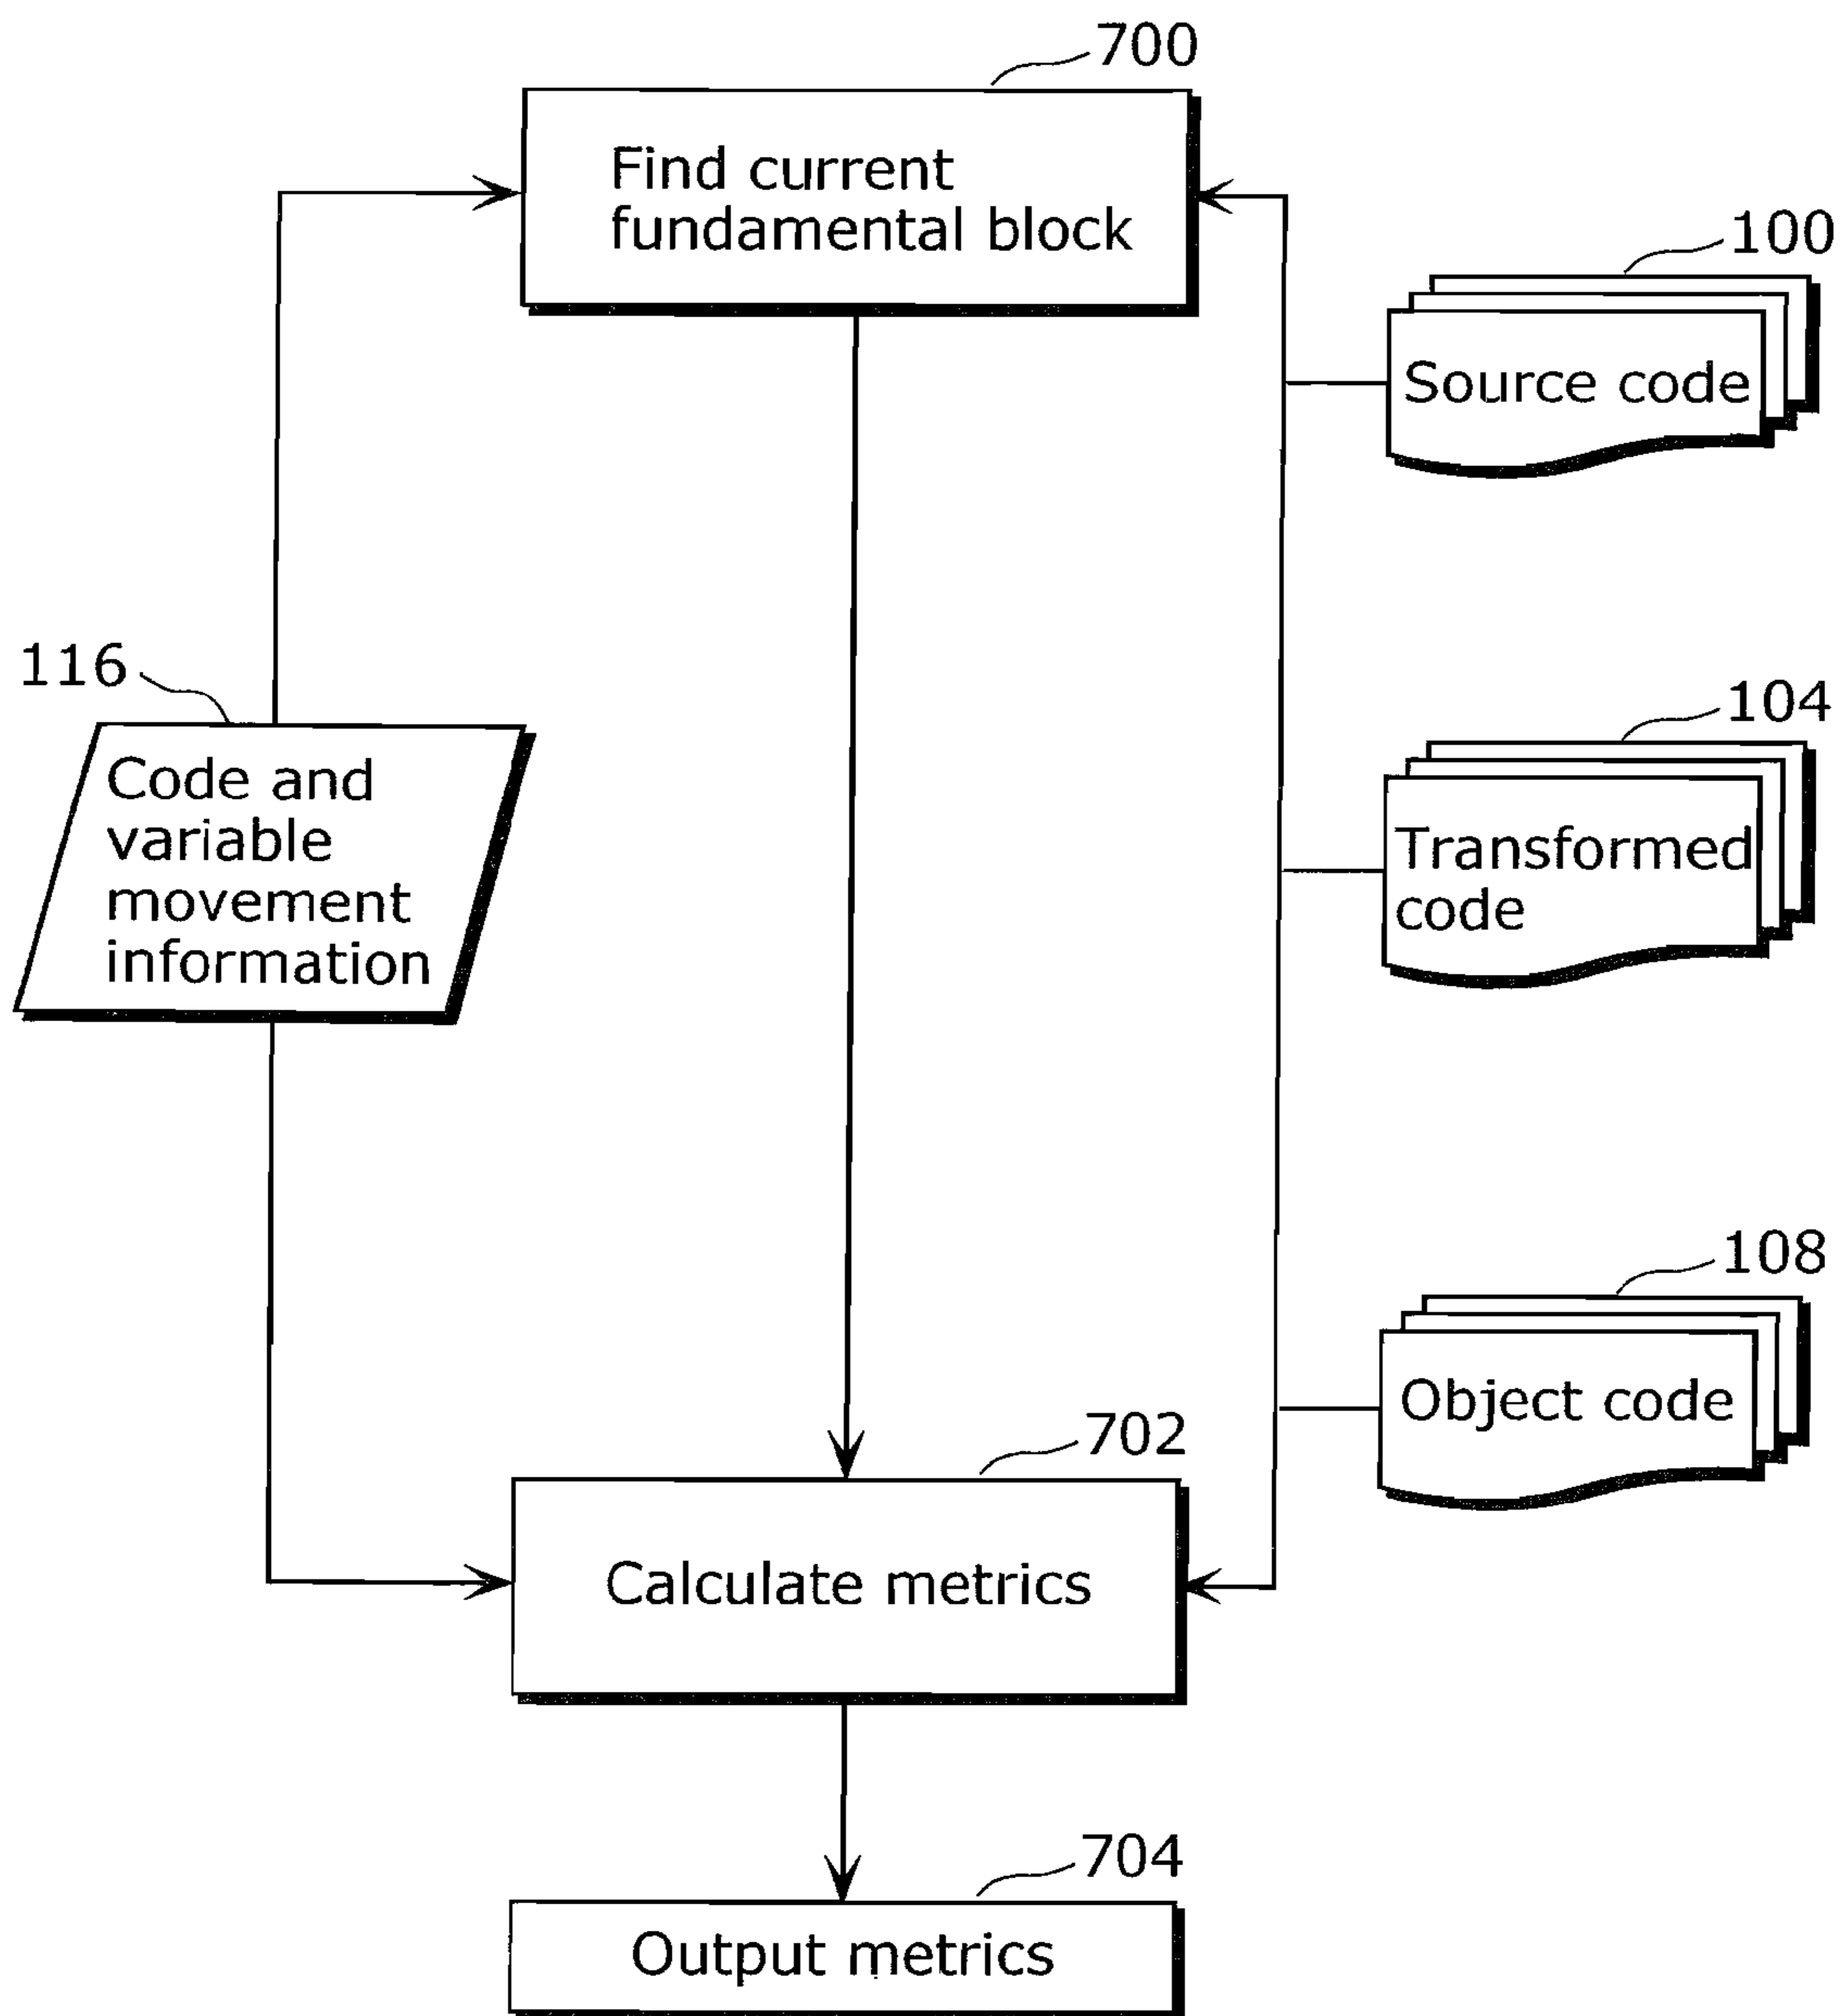 700
Find current
fundamental block
100
Source code
116
Code and
variable
movement
information
104
Transformed
code
108
Object code
702
Calculate metrics
704
Output metrics